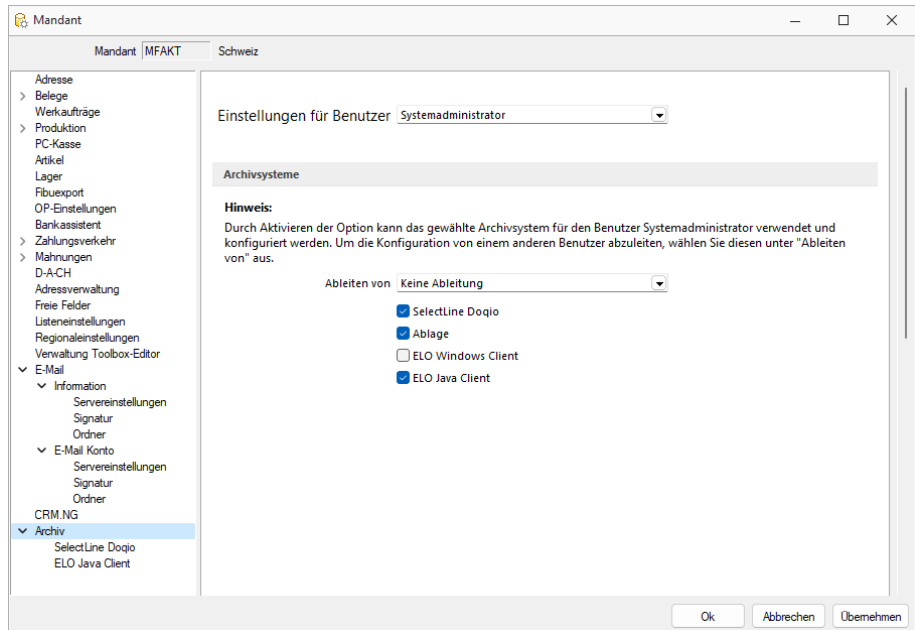 Mandant
Mandant MFAKT Schweiz
Adresse
Belege
Werkaufträge
Produktion
PC-Kasse
Artikel
Lager
Fibuexport
OP-Einstellungen
Bankassistent
Zahlungsverkehr
Mahnungen
D-A-CH
Adressverwaltung
Freie Felder
Listeneinstellungen
Regionaleinstellungen
Verwaltung Toolbox-Editor
E-Mail
Information
Servereinstellungen
Signatur
Ordner
E-Mail Konto
Servereinstellungen
Signatur
Ordner
CRM.NG
Archiv
SelectLine Doqio
ELO Java Client
Einstellungen für Benutzer Systemadministrator
Archivsysteme
Hinweis:
Durch Aktivieren der Option kann das gewählte Archivsystem für den Benutzer Systemadministrator verwendet und
konfiguriert werden. Um die Konfiguration von einem anderen Benutzer abzuleiten, wählen Sie diesen unter "Ableiten
von" aus.
Ableiten von Keine Ableitung
SelectLine Doqio
Ablage
ELO Windows Client
ELO Java Client
Ok Abbrechen Übernehmen